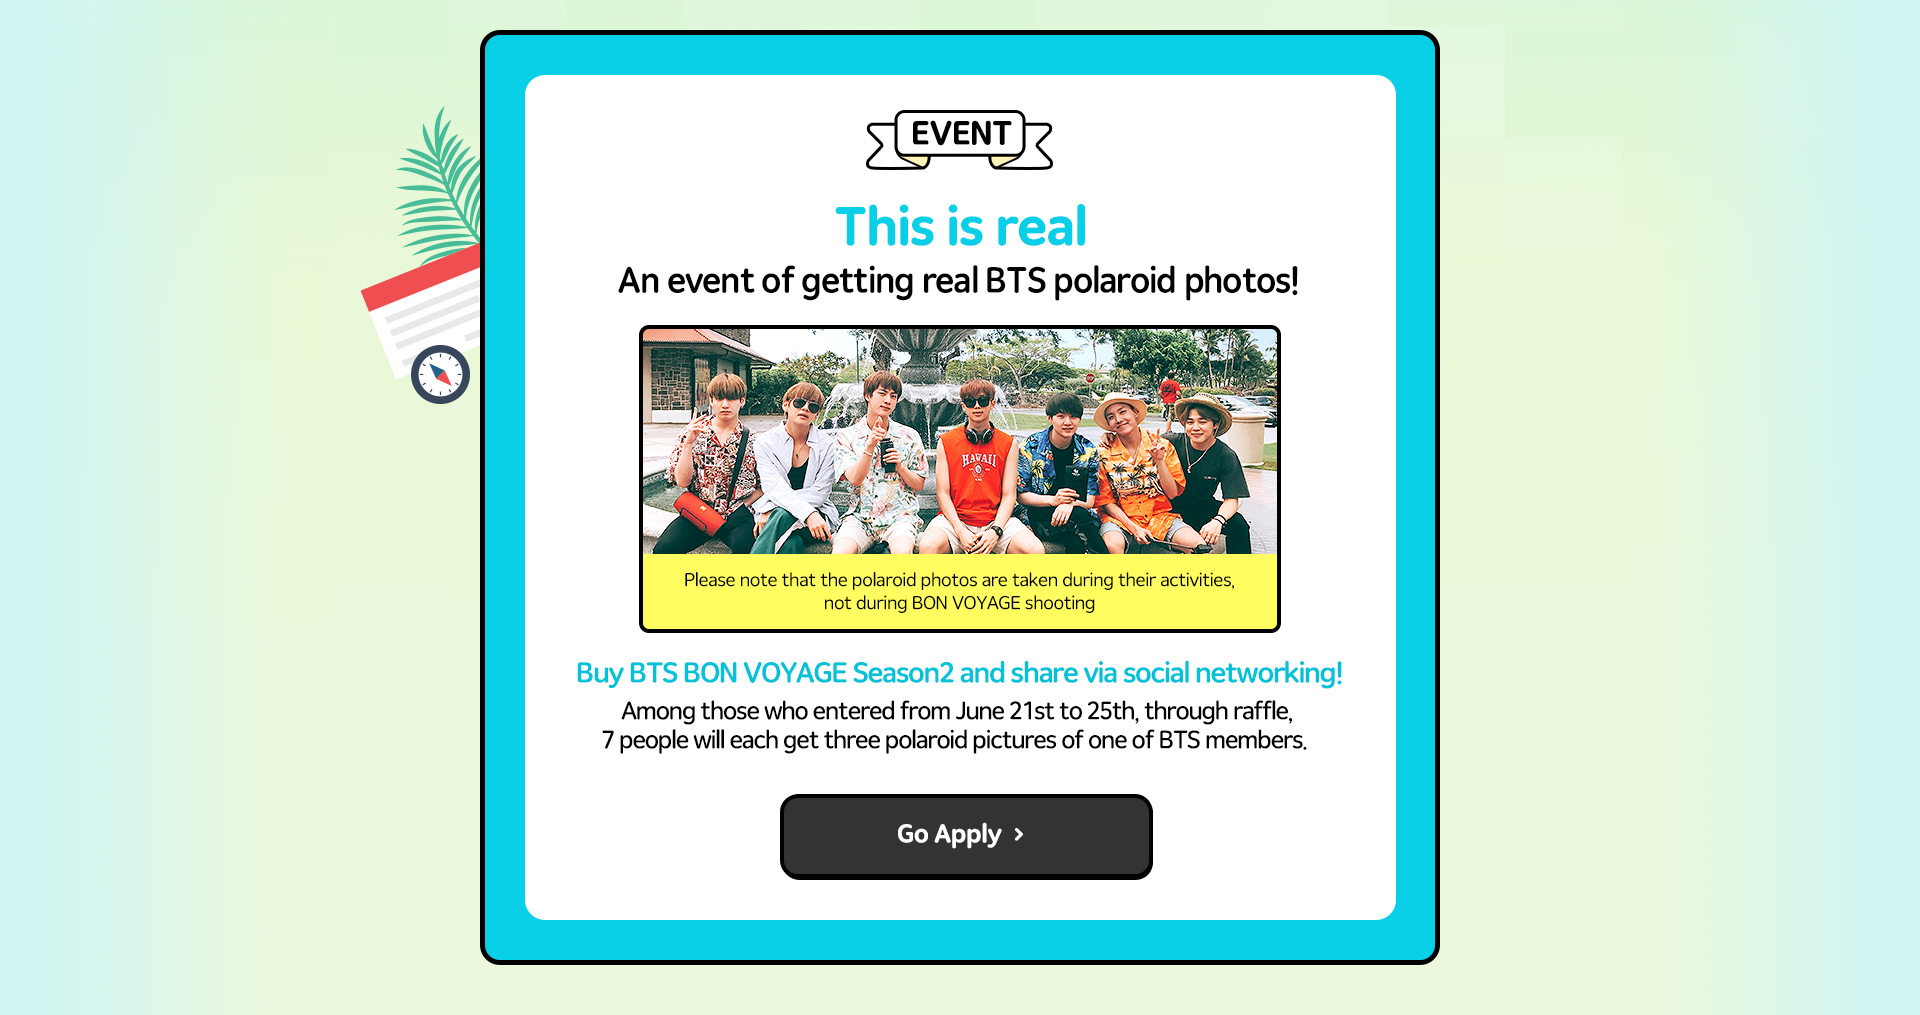 EVENT
This is real
An event of getting real BTS polaroid photos!
HAWAII
Please note that the polaroid photos are taken during their activities,
not during BON VOYAGE shooting
Buy BTS BON VOYAGE Season2 and share via social networking!
Among those who entered from June 21st to 25th, through raffle,
7 people will each get three polaroid pictures of one of BTS members.
Go Apply >